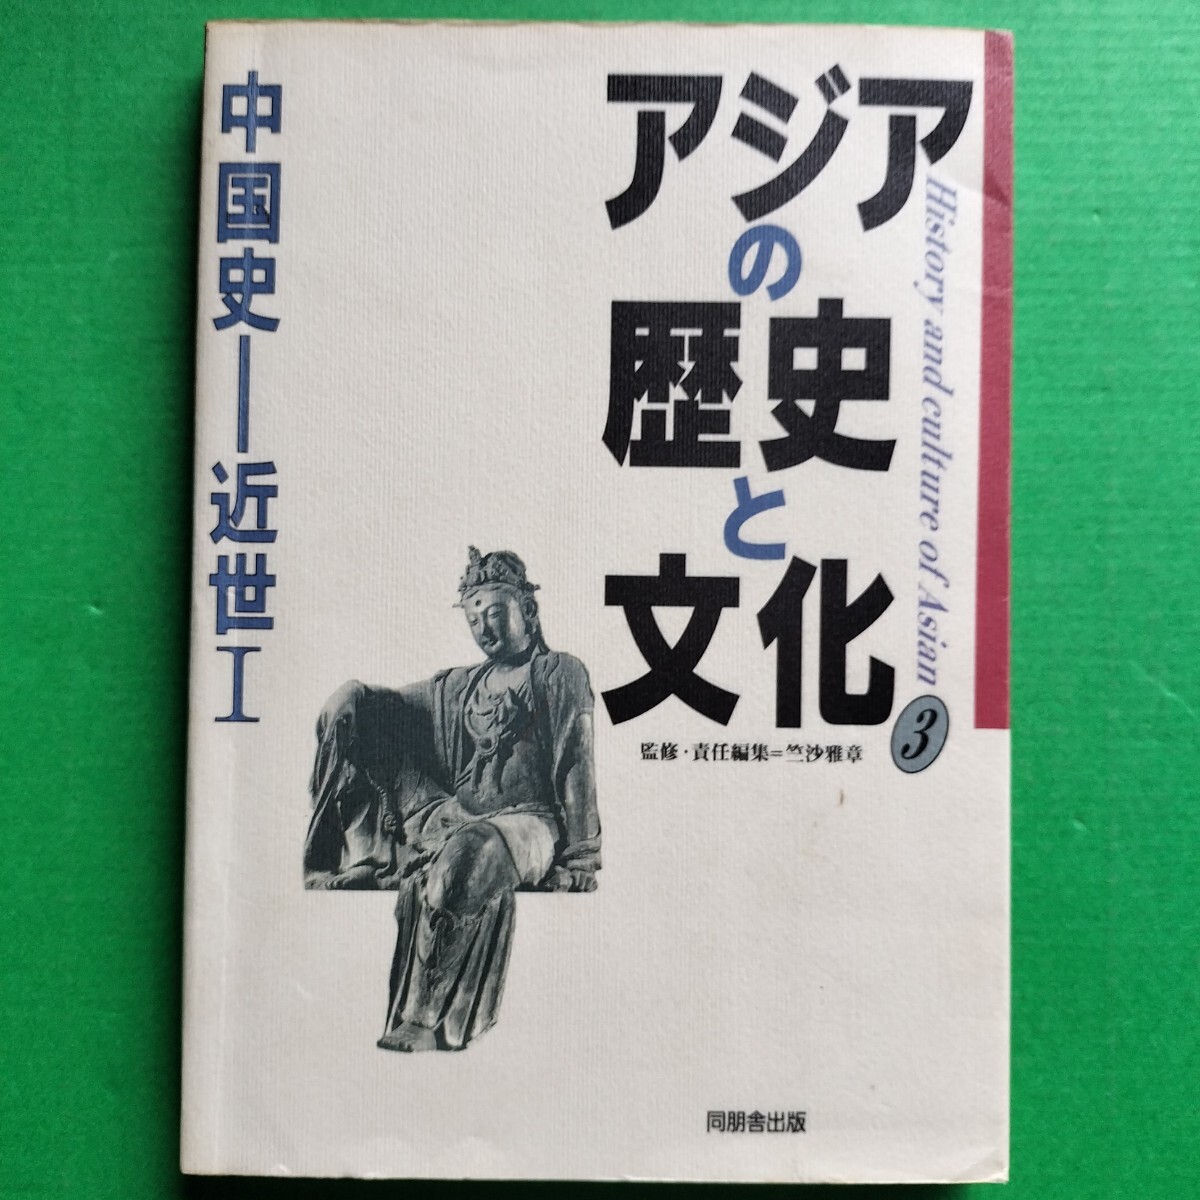 アジア
の
歴史
と
文化
History and culture of Asian
3
監修・責任編集=竺沙雅章
中国史―近世Ⅰ
同朋舎出版